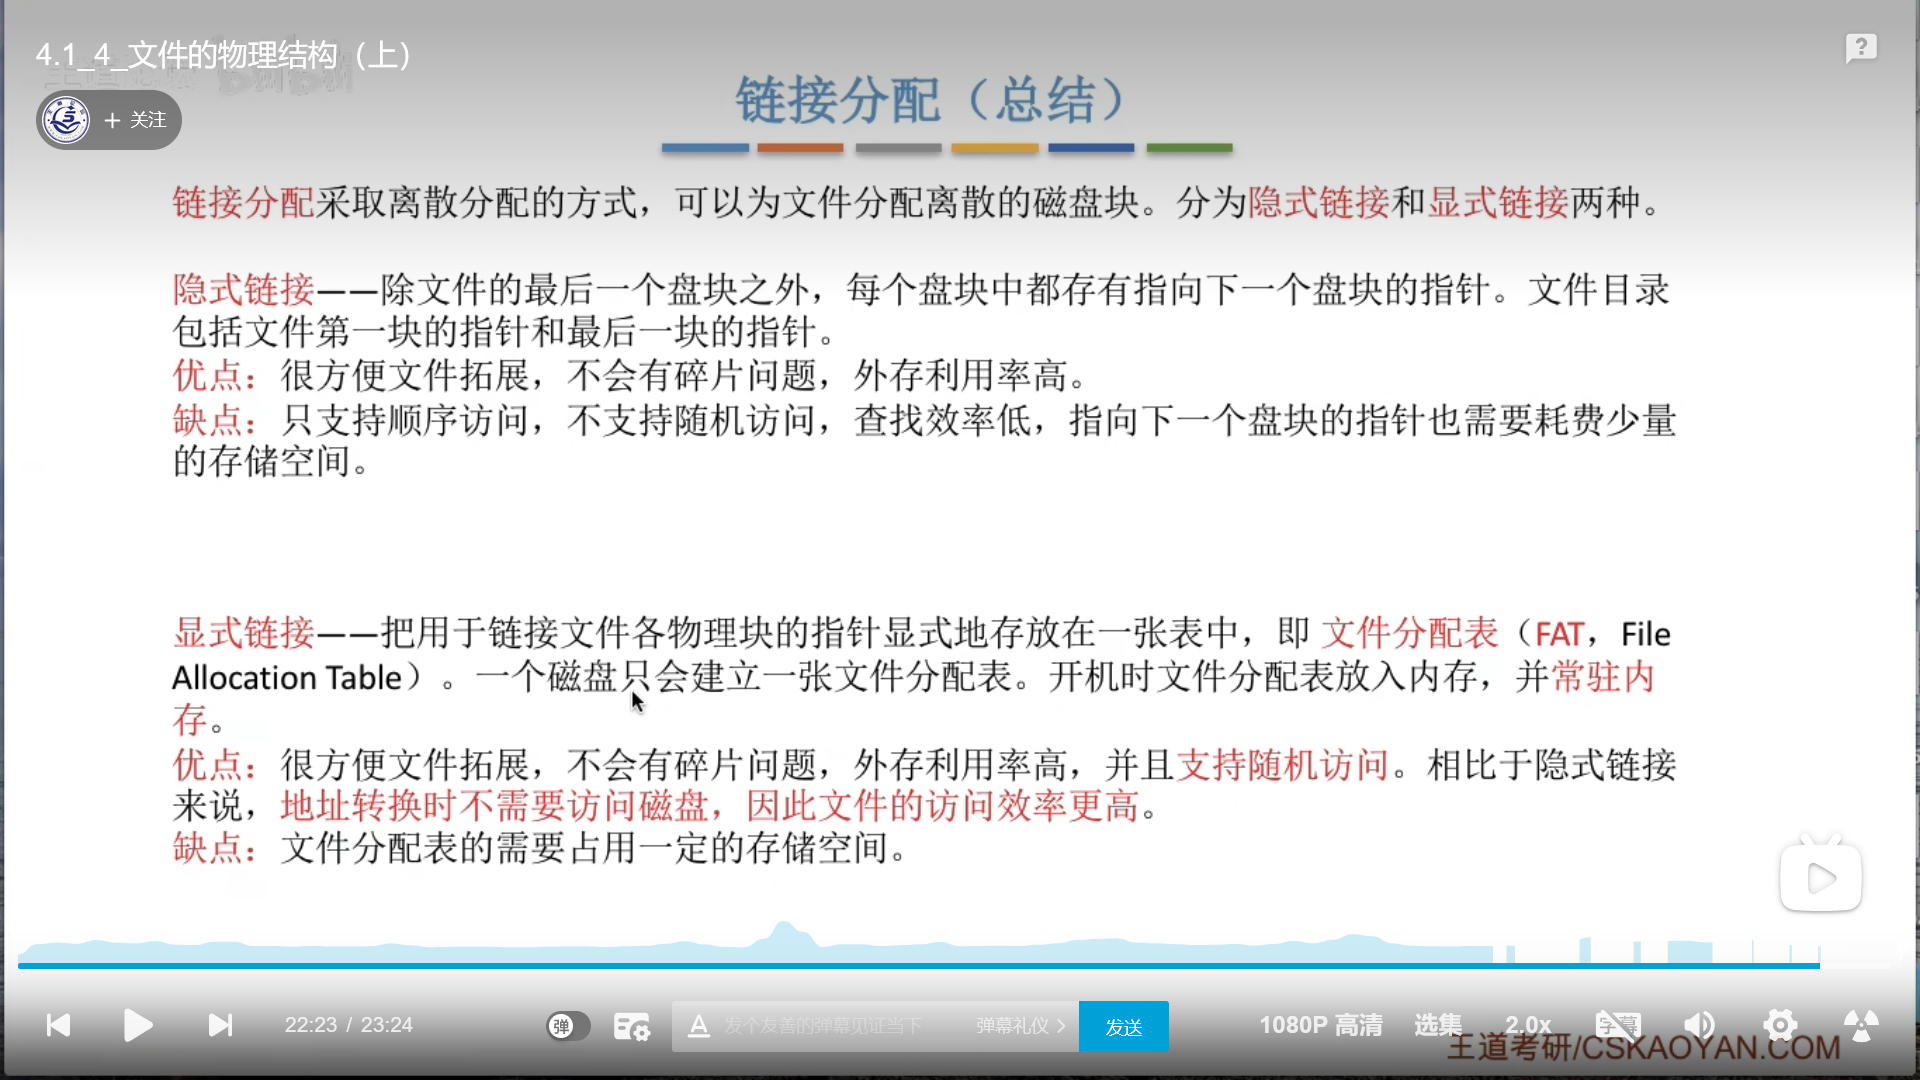 4.1_4_文件的物理结构（上）
+ 关注
链接分配（总结）
链接分配采取离散分配的方式，可以为文件分配离散的磁盘块。分为隐式链接和显式链接两种。
隐式链接——除文件的最后一个盘块之外，每个盘块中都存有指向下一个盘块的指针。文件目录
包括文件第一块的指针和最后一块的指针。
优点：很方便文件拓展，不会有碎片问题，外存利用率高。
缺点：只支持顺序访问，不支持随机访问，查找效率低，指向下一个盘块的指针也需要耗费少量
的存储空间。
显式链接——把用于链接文件各物理块的指针显式地存放在一张表中，即 文件分配表（FAT，File
Allocation Table）。一个磁盘只会建立一张文件分配表。开机时文件分配表放入内存，并常驻内
存。
优点：很方便文件拓展，不会有碎片问题，外存利用率高，并且支持随机访问。相比于隐式链接
来说，地址转换时不需要访问磁盘，因此文件的访问效率更高。
缺点：文件分配表的需要占用一定的存储空间。
22:23 / 23:24
弹
A 发个友善的弹幕见证当下 弹幕礼仪 >
发送
1080P 高清 选集 2.0x 字幕
王道考研/CSKAOYAN.COM